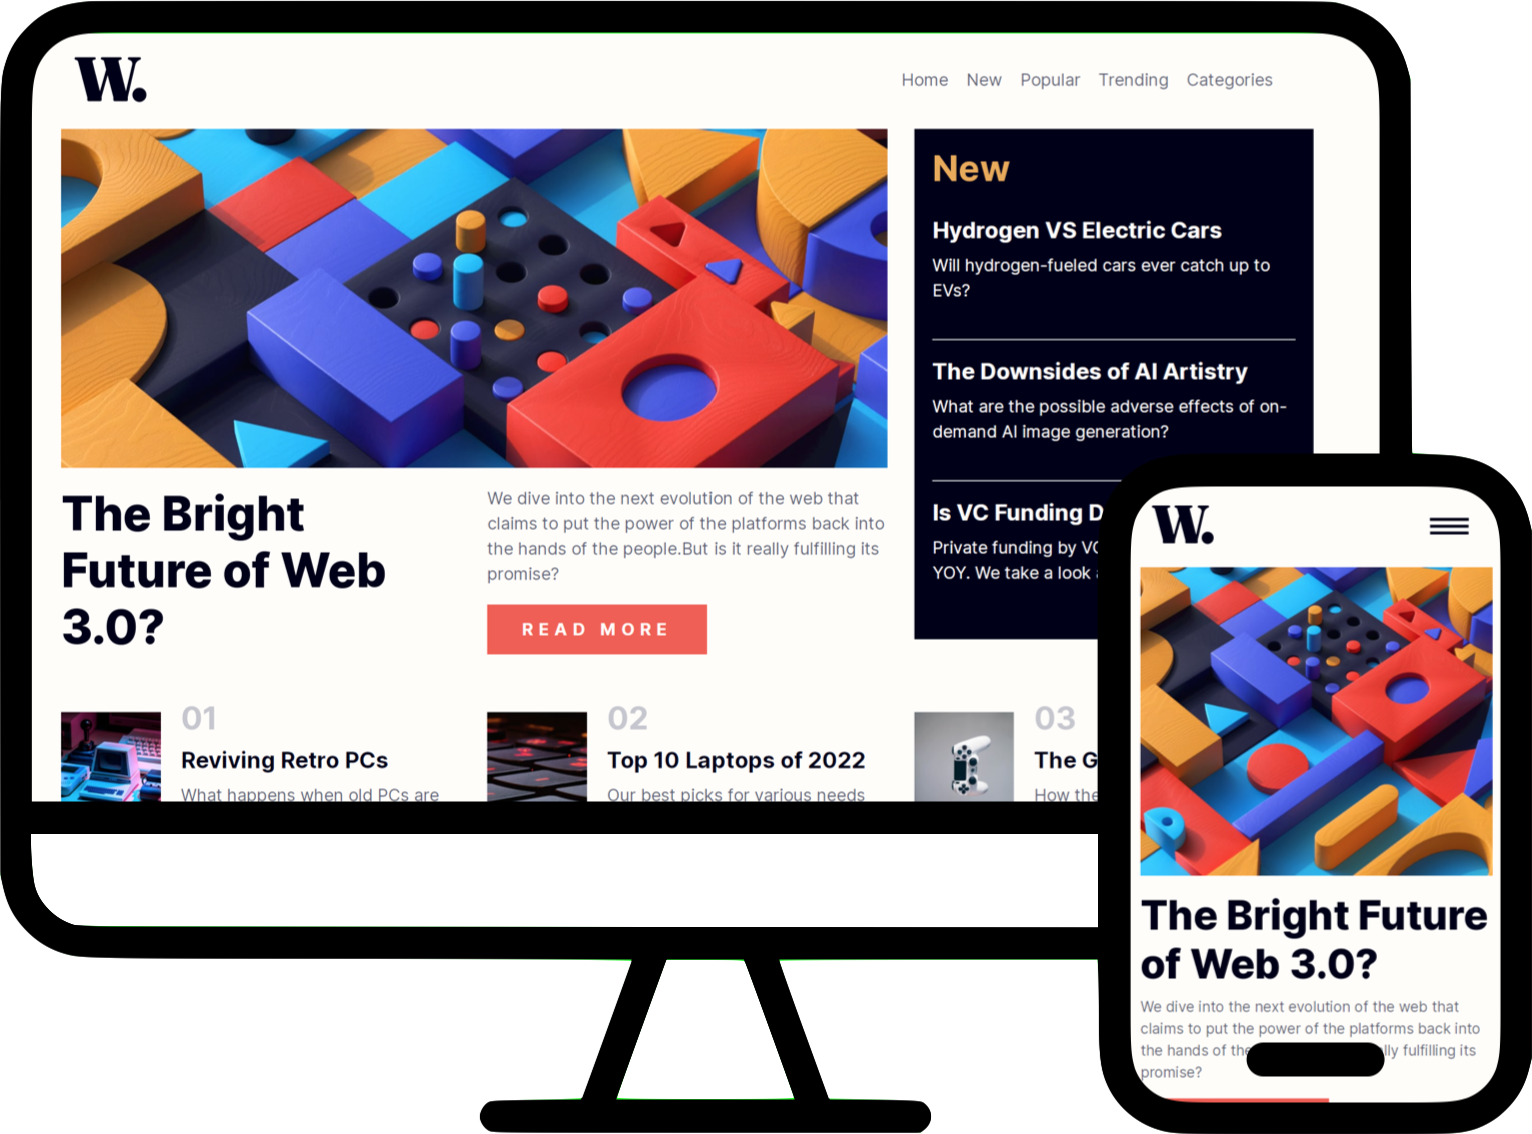 W.
Home New Popular Trending Categories
New
Hydrogen VS Electric Cars
Will hydrogen-fueled cars ever catch up to
EVs?
The Downsides of AI Artistry
What are the possible adverse effects of on-
demand AI image generation?
Is VC Funding D
Private funding by VC
YOY. We take a look
The Bright
Future of Web
3.0?
We dive into the next evolution of the web that
claims to put the power of the platforms back into
the hands of the people.But is it really fulfilling its
promise?
READ MORE
01
Reviving Retro PCs
What happens when old PCs are
02
Top 10 Laptops of 2022
Our best picks for various needs
03
The G
How the
W.
The Bright Future
of Web 3.0?
We dive into the next evolution of the web that
claims to put the power of the platforms back into
the hands of the lly fulfilling its
promise?